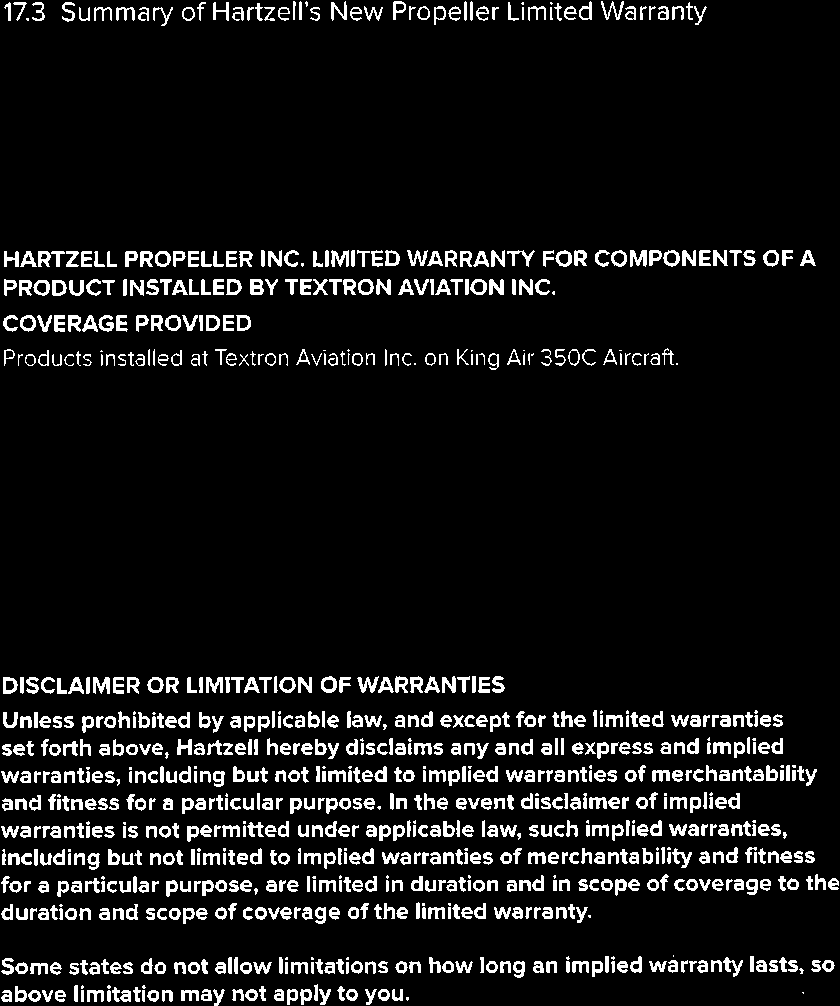 17.3 Summary of Hartzell's New Propeller Limited Warranty
HARTZELL PROPELLER INC. LIMITED WARRANTY FOR COMPONENTS OF A
PRODUCT INSTALLED BY TEXTRON AVIATION INC.
COVERAGE PROVIDED
Products installed at Textron Aviation Inc. on King Air 350C Aircraft.
DISCLAIMER OR LIMITATION OF WARRANTIES
Unless prohibited by applicable law, and except for the limited warranties
set forth above, Hartzell hereby disclaims any and all express and implied
warranties, including but not limited to implied warranties of merchantability
and fitness for a particular purpose. In the event disclaimer of implied
warranties is not permitted under applicable law, such implied warranties,
including but not limited to implied warranties of merchantability and fitness
for a particular purpose, are limited in duration and in scope of coverage to the
duration and scope of coverage of the limited warranty.
Some states do not allow limitations on how long an implied warranty lasts, so
above limitation may not apply to you.